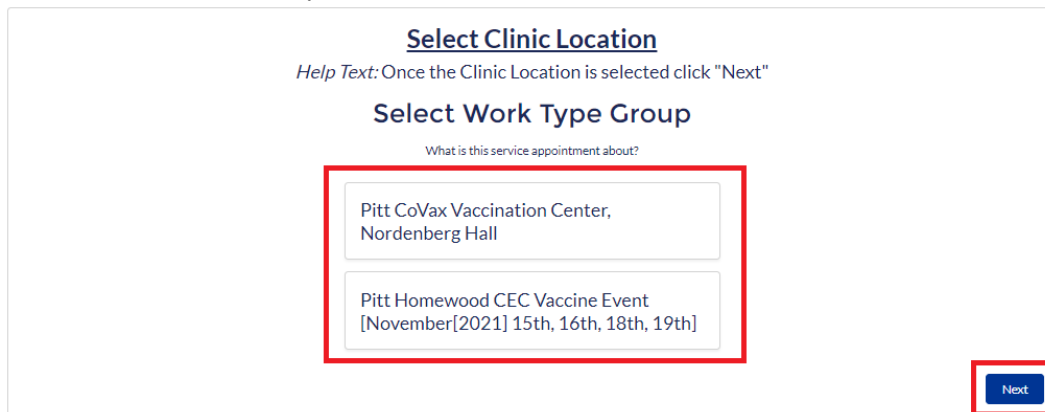 Select Clinic Location
Help Text: Once the Clinic Location is selected click "Next"
Select Work Type Group
What is this service appointment about?
Pitt CoVax Vaccination Center,
Nordenberg Hall
Pitt Homewood CEC Vaccine Event
[November[2021] 15th, 16th, 18th, 19th]
Next